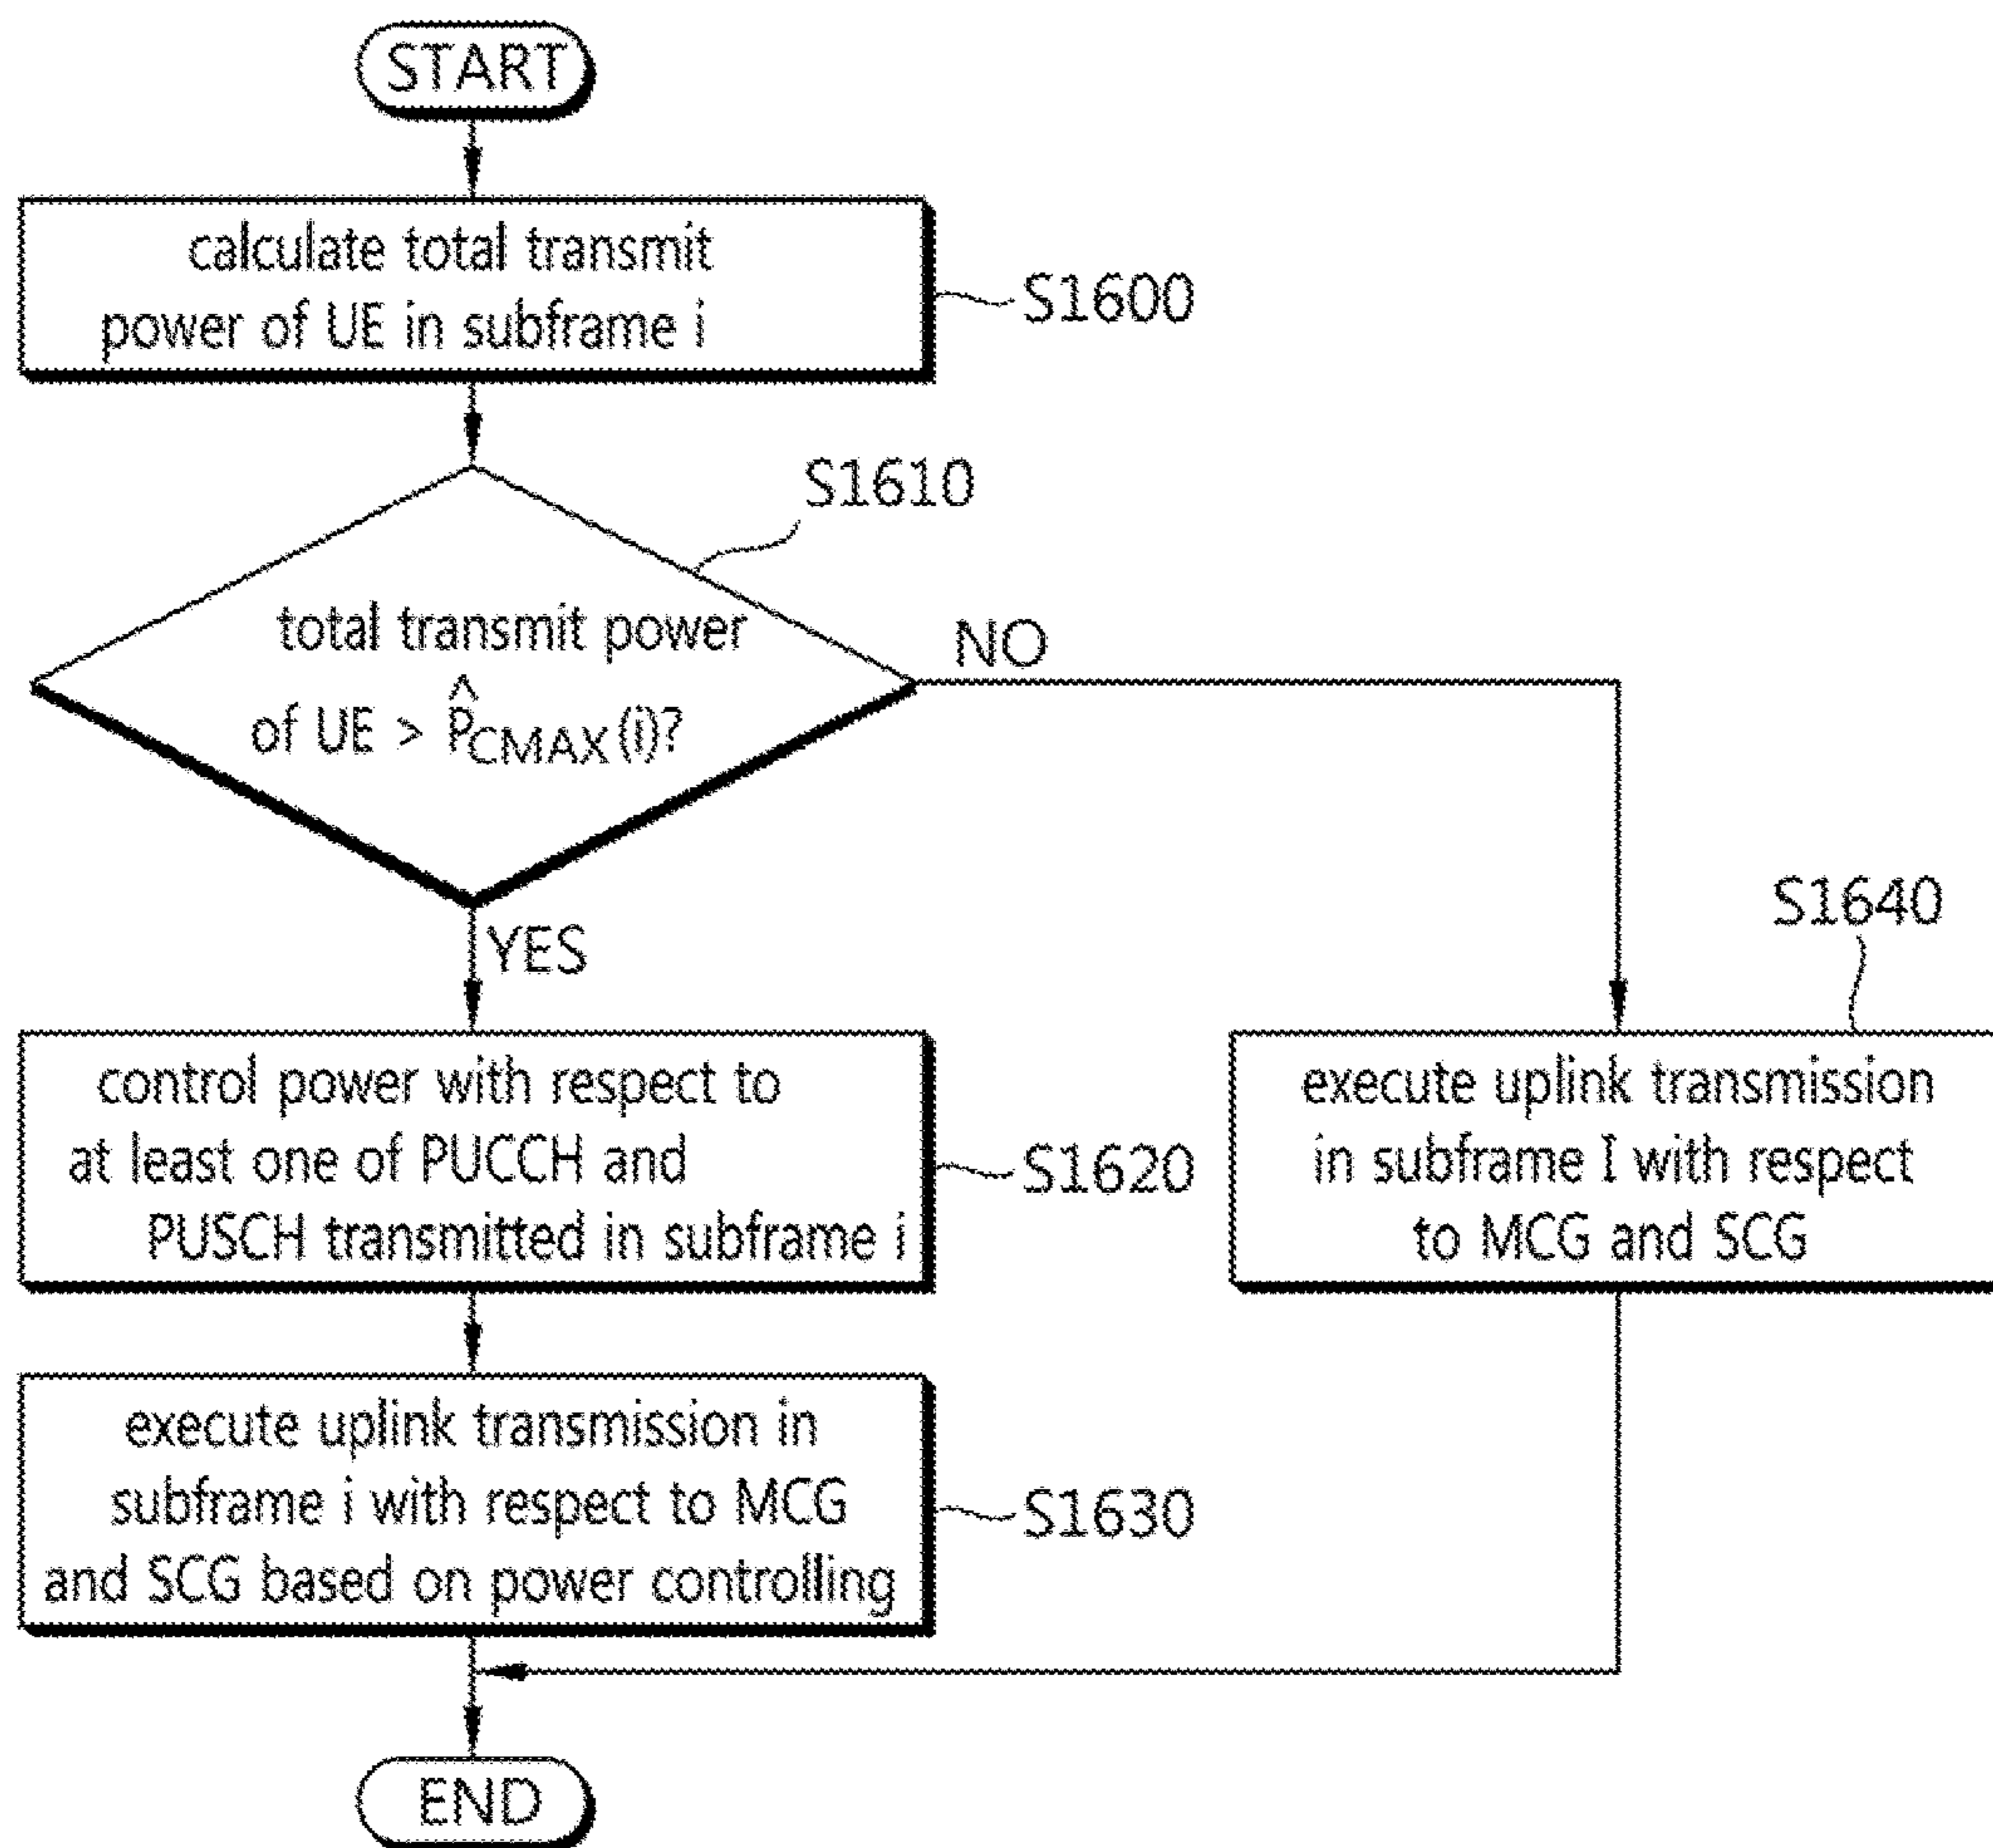 START
calculate total transmit
power of UE in subframe i
S1600
S1610
total transmit power
of UE > P̂CMAX(i)?
NO
YES
S1640
control power with respect to
at least one of PUCCH and
PUSCH transmitted in subframe i
S1620
execute uplink transmission
in subframe I with respect
to MCG and SCG
execute uplink transmission in
subframe i with respect to MCG
and SCG based on power controlling
S1630
END